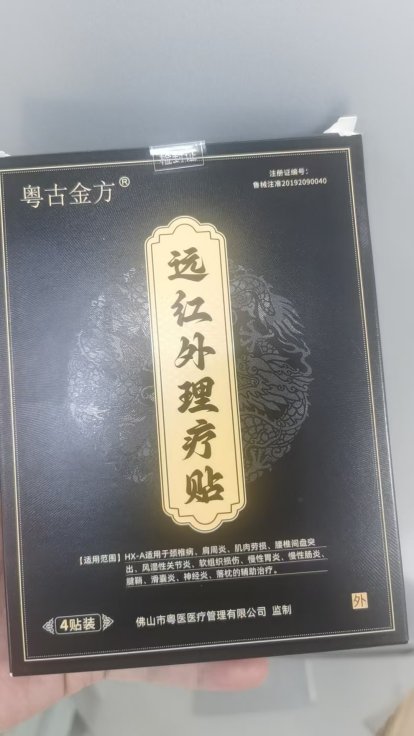 粤古金方®
注册证编号:
鲁械注准20192090040
远红外理疗贴
【适用范围】HX-A适用于颈椎病、肩周炎、肌肉劳损、腰椎间盘突
出、风湿性关节炎、软组织损伤、慢性胃炎、慢性肠炎、
腱鞘、滑囊炎、神经炎、落枕的辅助治疗。
4贴装
佛山市粤医医疗管理有限公司 监制
外